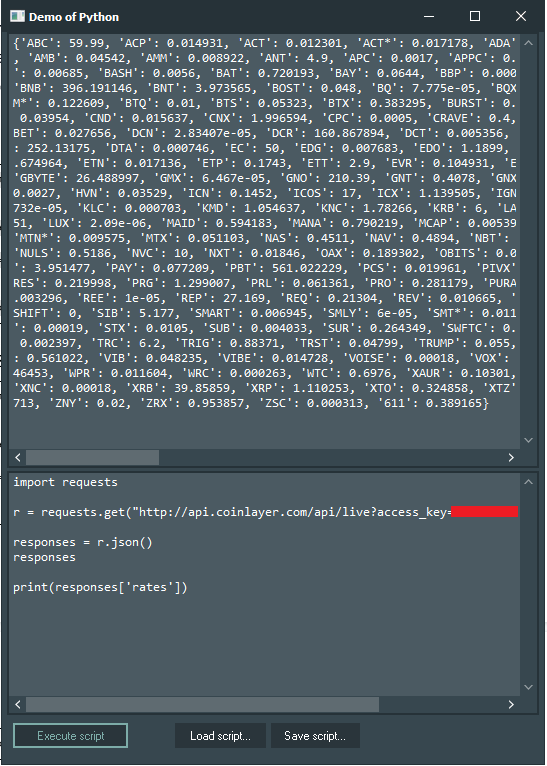 Demo of Python
{'ABC': 59.99, 'ACP': 0.014931, 'ACT': 0.012301, 'ACT*': 0.017178, 'ADA'
, 'AMB': 0.04542, 'AMM': 0.008922, 'ANT': 4.9, 'APC': 0.0017, 'APPC': 0.
': 0.00685, 'BASH': 0.0056, 'BAT': 0.720193, 'BAY': 0.0644, 'BBP': 0.000
'BNB': 396.191146, 'BNT': 3.973565, 'BOST': 0.048, 'BQ': 7.775e-05, 'BQX
M*': 0.122609, 'BTQ': 0.01, 'BTS': 0.05323, 'BTX': 0.383295, 'BURST': 0.
0.03954, 'CND': 0.015637, 'CNX': 1.996594, 'CPC': 0.0005, 'CRAVE': 0.4,
BET': 0.027656, 'DCN': 2.83407e-05, 'DCR': 160.867894, 'DCT': 0.005356,
: 252.13175, 'DTA': 0.000746, 'EC': 50, 'EDG': 0.007683, 'EDO': 1.1899,
.674964, 'ETN': 0.017136, 'ETP': 0.1743, 'ETT': 2.9, 'EVR': 0.104931, 'E
'GBYTE': 26.488997, 'GMX': 6.467e-05, 'GNO': 210.39, 'GNT': 0.4078, 'GNX
0.0027, 'HVN': 0.03529, 'ICN': 0.1452, 'ICOS': 17, 'ICX': 1.139505, 'IGN
732e-05, 'KLC': 0.000703, 'KMD': 1.054637, 'KNC': 1.78266, 'KRB': 6, 'LA
51, 'LUX': 2.09e-06, 'MAID': 0.594183, 'MANA': 0.790219, 'MCAP': 0.00539
'MTN*': 0.009575, 'MTX': 0.051103, 'NAS': 0.4511, 'NAV': 0.4894, 'NBT':
'NULS': 0.5186, 'NVC': 10, 'NXT': 0.01846, 'OAX': 0.189302, 'OBITS': 0.0
': 3.951477, 'PAY': 0.077209, 'PBT': 561.022229, 'PCS': 0.019961, 'PIVX'
RES': 0.219998, 'PRG': 1.299007, 'PRL': 0.061361, 'PRO': 0.281179, 'PURA
.003296, 'REE': 1e-05, 'REP': 27.169, 'REQ': 0.21304, 'REV': 0.010665, '
SHIFT': 0, 'SIB': 5.177, 'SMART': 0.006945, 'SMLY': 6e-05, 'SMT*': 0.011
': 0.00019, 'STX': 0.0105, 'SUB': 0.004033, 'SUR': 0.264349, 'SWFTC': 0.
0.002397, 'TRC': 6.2, 'TRIG': 0.88371, 'TRST': 0.04799, 'TRUMP': 0.055,
: 0.561022, 'VIB': 0.048235, 'VIBE': 0.014728, 'VOISE': 0.00018, 'VOX':
46453, 'WPR': 0.011604, 'WRC': 0.000263, 'WTC': 0.6976, 'XAUR': 0.10301,
'XNC': 0.00018, 'XRB': 39.85859, 'XRP': 1.110253, 'XTO': 0.324858, 'XTZ'
713, 'ZNY': 0.02, 'ZRX': 0.953857, 'ZSC': 0.000313, '611': 0.389165}
import requests
r = requests.get("http://api.coinlayer.com/api/live?access_key=
responses = r.json()
responses
print(responses['rates'])
Execute script
Load script...
Save script...